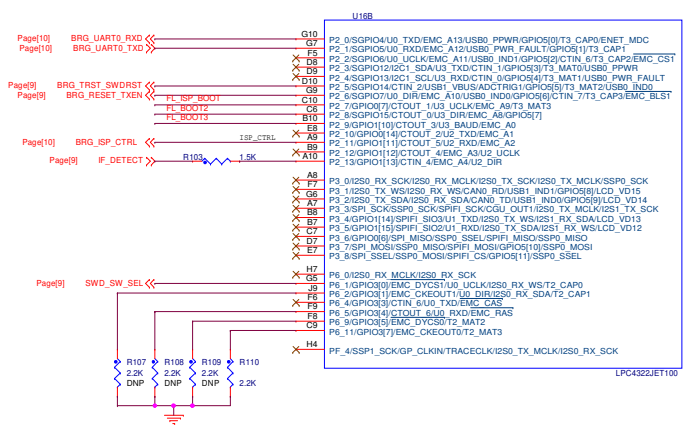 U16B
Page[10] BRG_UART0_RXD G10 P2_0/SGPIO4/U0_TXD/EMC_A13/USB0_PPWR/GPIO5[0]/T3_CAP0/ENET_MDC
Page[10] BRG_UART0_TXD G7 P2_1/SGPIO5/U0_RXD/EMC_A12/USB0_PWR_FAULT/GPIO5[1]/T3_CAP1
F5 P2_2/SGPIO6/U0_UCLK/EMC_A11/USB0_IND1/GPIO5[2]/CTIN_6/T3_CAP2/EMC_CS1
D8 P2_3/SGPIO12/I2C1_SDA/U3_TXD/CTIN_1/GPIO5[3]/T3_MAT0/USB0_PPWR
D9 P2_4/SGPIO13/I2C1_SCL/U3_RXD/CTIN_0/GPIO5[4]/T3_MAT1/USB0_PWR_FAULT
Page[9] BRG_TRST_SWDRST D10 P2_5/SGPIO14/CTIN_2/USB1_VBUS/ADCTRIG1/GPIO5[5]/T3_MAT2/USB0_IND0
Page[9] BRG_RESET_TXEN G9 P2_6/SGPIO7/U0_DIR/EMC_A10/USB0_IND0/GPIO5[6]/CTIN_7/T3_CAP3/EMC_BLS1
FL_ISP_BOOT C10 P2_7/GPIO0[7]/CTOUT_1/U3_UCLK/EMC_A9/T3_MAT3
FL_BOOT2 C6 P2_8/SGPIO15/CTOUT_0/U3_DIR/EMC_A8/GPIO5[7]
FL_BOOT3 B10 P2_9/GPIO1[10]/CTOUT_3/U3_BAUD/EMC_A0
E8 P2_10/GPIO0[14]/CTOUT_2/U2_TXD/EMC_A1
Page[10] BRG_ISP_CTRL ISP_CTRL A9 P2_11/GPIO1[11]/CTOUT_5/U2_RXD/EMC_A2
B9 P2_12/GPIO1[12]/CTOUT_4/EMC_A3/U2_UCLK
Page[9] IF_DETECT R103 1.5K A10 P2_13/GPIO1[13]/CTIN_4/EMC_A4/U2_DIR
A8 P3_0/I2S0_RX_SCK/I2S0_RX_MCLK/I2S0_TX_SCK/I2S0_TX_MCLK/SSP0_SCK
F7 P3_1/I2S0_TX_WS/I2S0_RX_WS/CAN0_RD/USB1_IND1/GPIO5[8]/LCD_VD15
G6 P3_2/I2S0_TX_SDA/I2S0_RX_SDA/CAN0_TD/USB1_IND0/GPIO5[9]/LCD_VD14
A7 P3_3/SPI_SCK/SSP0_SCK/SPIFI_SCK/CGU_OUT1/I2S0_TX_MCLK/I2S1_TX_SCK
B8 P3_4/GPIO1[14]/SPIFI_SIO3/U1_TXD/I2S0_TX_WS/I2S1_RX_SDA/LCD_VD13
B7 P3_5/GPIO1[15]/SPIFI_SIO2/U1_RXD/I2S0_TX_SDA/I2S1_RX_WS/LCD_VD12
C7 P3_6/GPIO0[6]/SPI_MISO/SSP0_SSEL/SPIFI_MISO/SSP0_MISO
D7 P3_7/SPI_MOSI/SSP0_MISO/SPIFI_MOSI/GPIO5[10]/SSP0_MOSI
E7 P3_8/SPI_SSEL/SSP0_MOSI/SPIFI_CS/GPIO5[11]/SSP0_SSEL
H7 P6_0/I2S0_RX_MCLK/I2S0_RX_SCK
Page[9] SWD_SW_SEL G5 P6_1/GPIO3[0]/EMC_DYCS1/U0_UCLK/I2S0_RX_WS/T2_CAP0
J9 P6_2/GPIO3[1]/EMC_CKEOUT1/U0_DIR/I2S0_RX_SDA/T2_CAP1
F6 P6_4/GPIO3[3]/CTIN_6/U0_TXD/EMC_CAS
F9 P6_5/GPIO3[4]/CTOUT_6/U0_RXD/EMC_RAS
F8 P6_9/GPIO3[5]/EMC_DYCS0/T2_MAT2
C9 P6_11/GPIO3[7]/EMC_CKEOUT0/T2_MAT3
H4 PF_4/SSP1_SCK/GP_CLKIN/TRACECLK/I2S0_TX_MCLK/I2S0_RX_SCK
R107 R108 R109 R110
2.2K 2.2K 2.2K
DNP DNP DNP 2.2K
LPC4322JET100